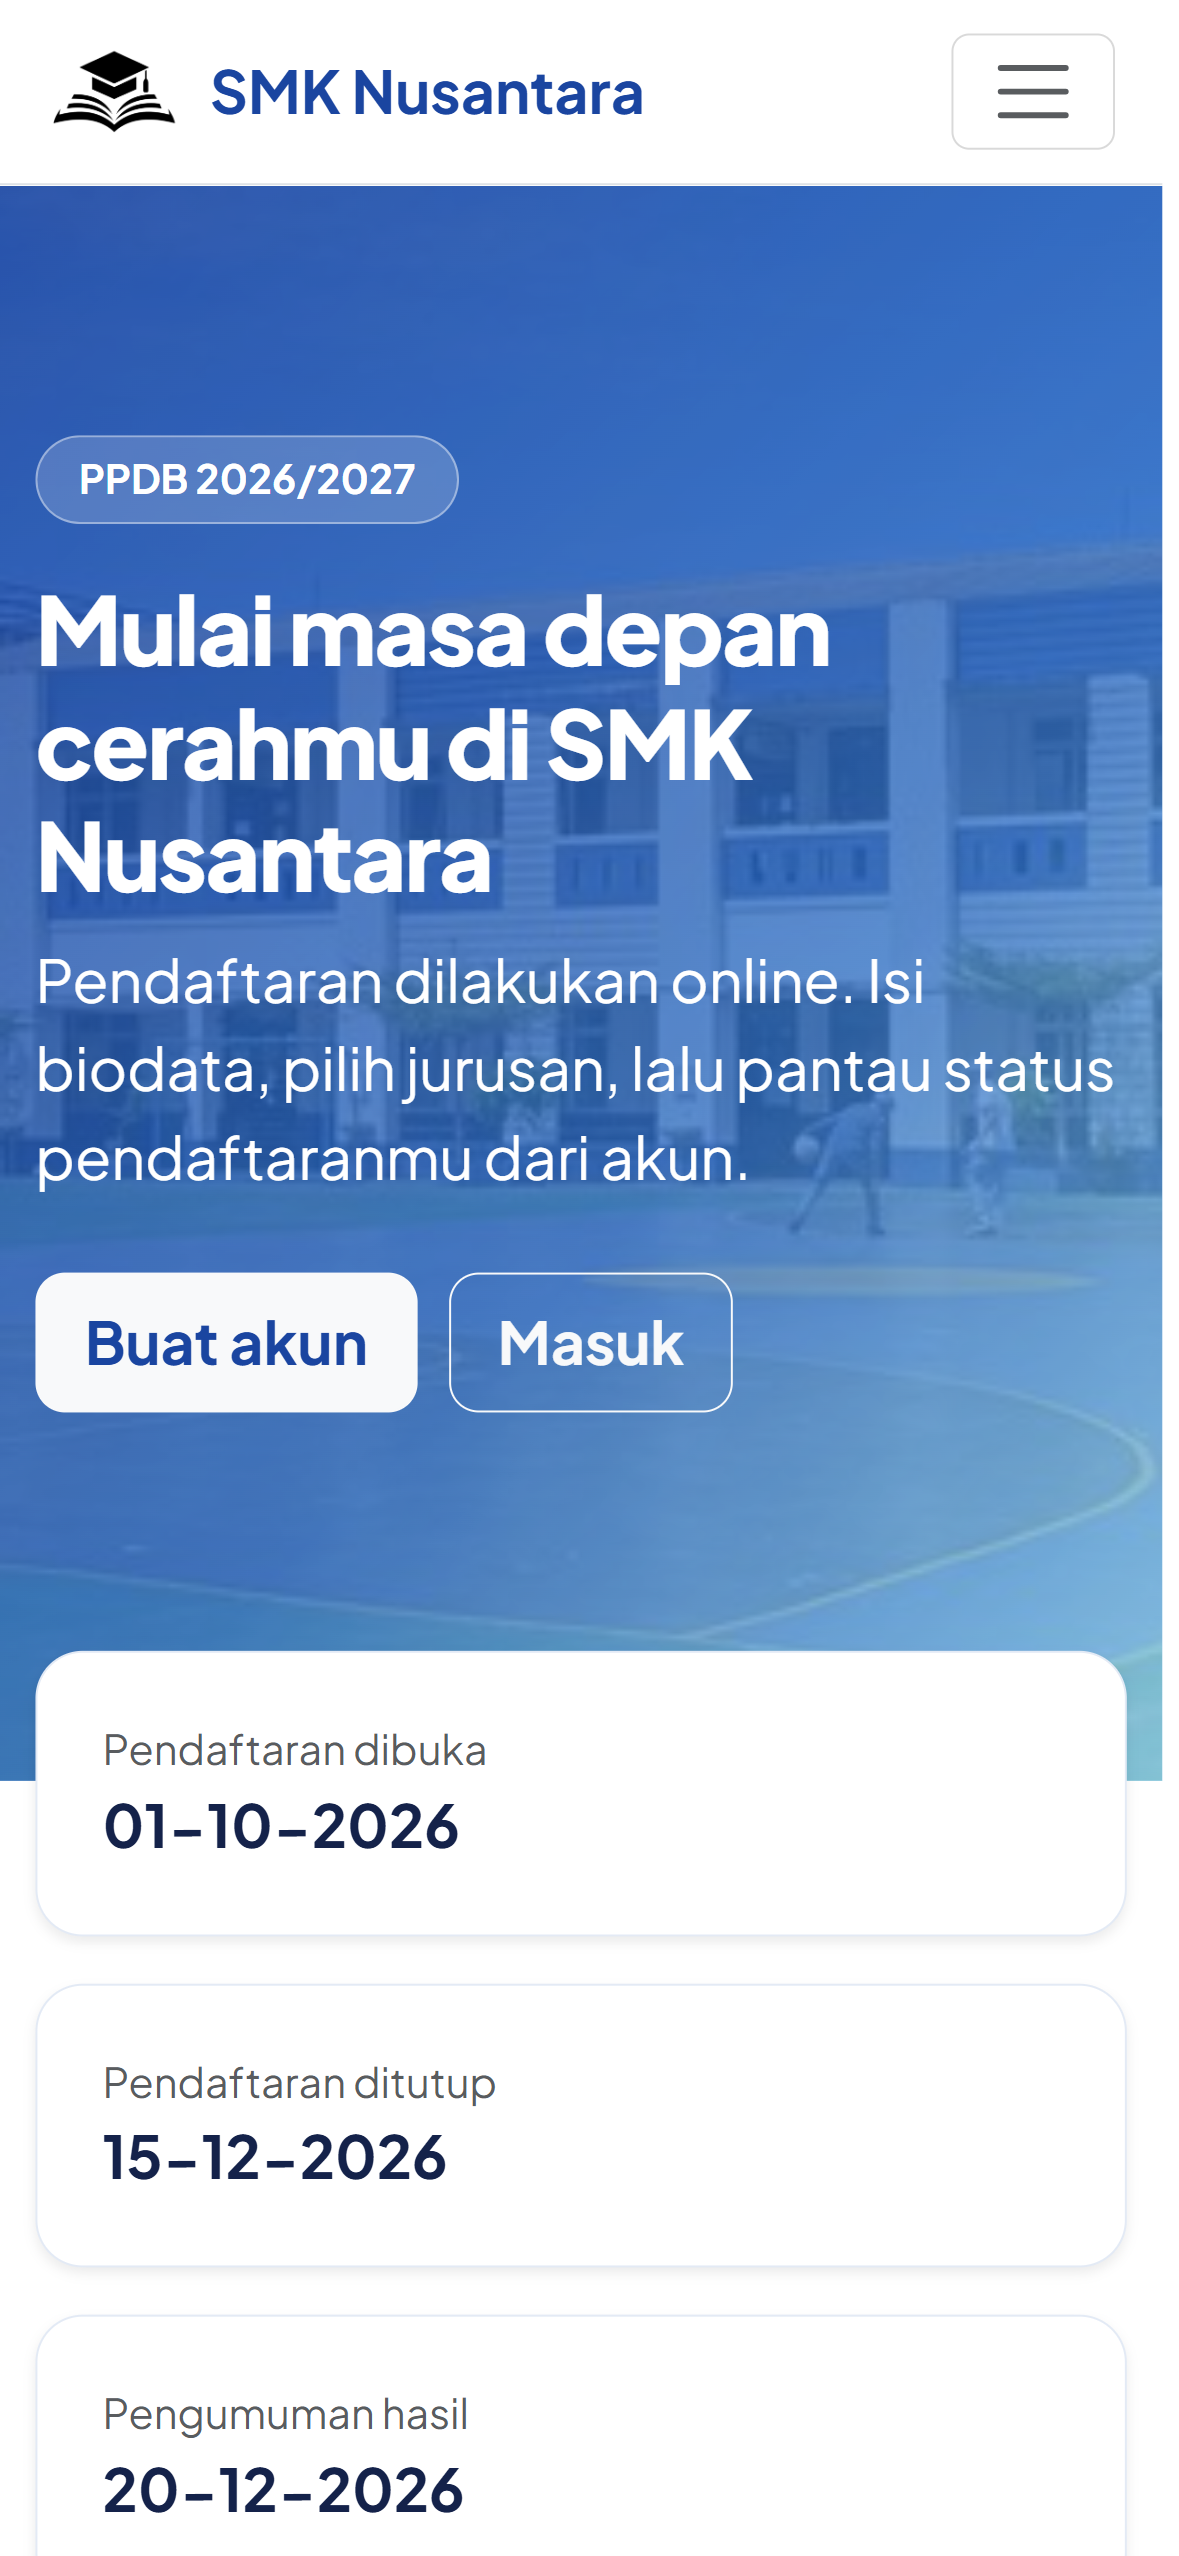 SMK Nusantara
PPDB 2026/2027
Mulai masa depan
cerahmu di SMK
Nusantara
Pendaftaran dilakukan online. Isi
biodata, pilih jurusan, lalu pantau status
pendaftaranmu dari akun.
Buat akun
Masuk
Pendaftaran dibuka
01-10-2026
Pendaftaran ditutup
15-12-2026
Pengumuman hasil
20-12-2026